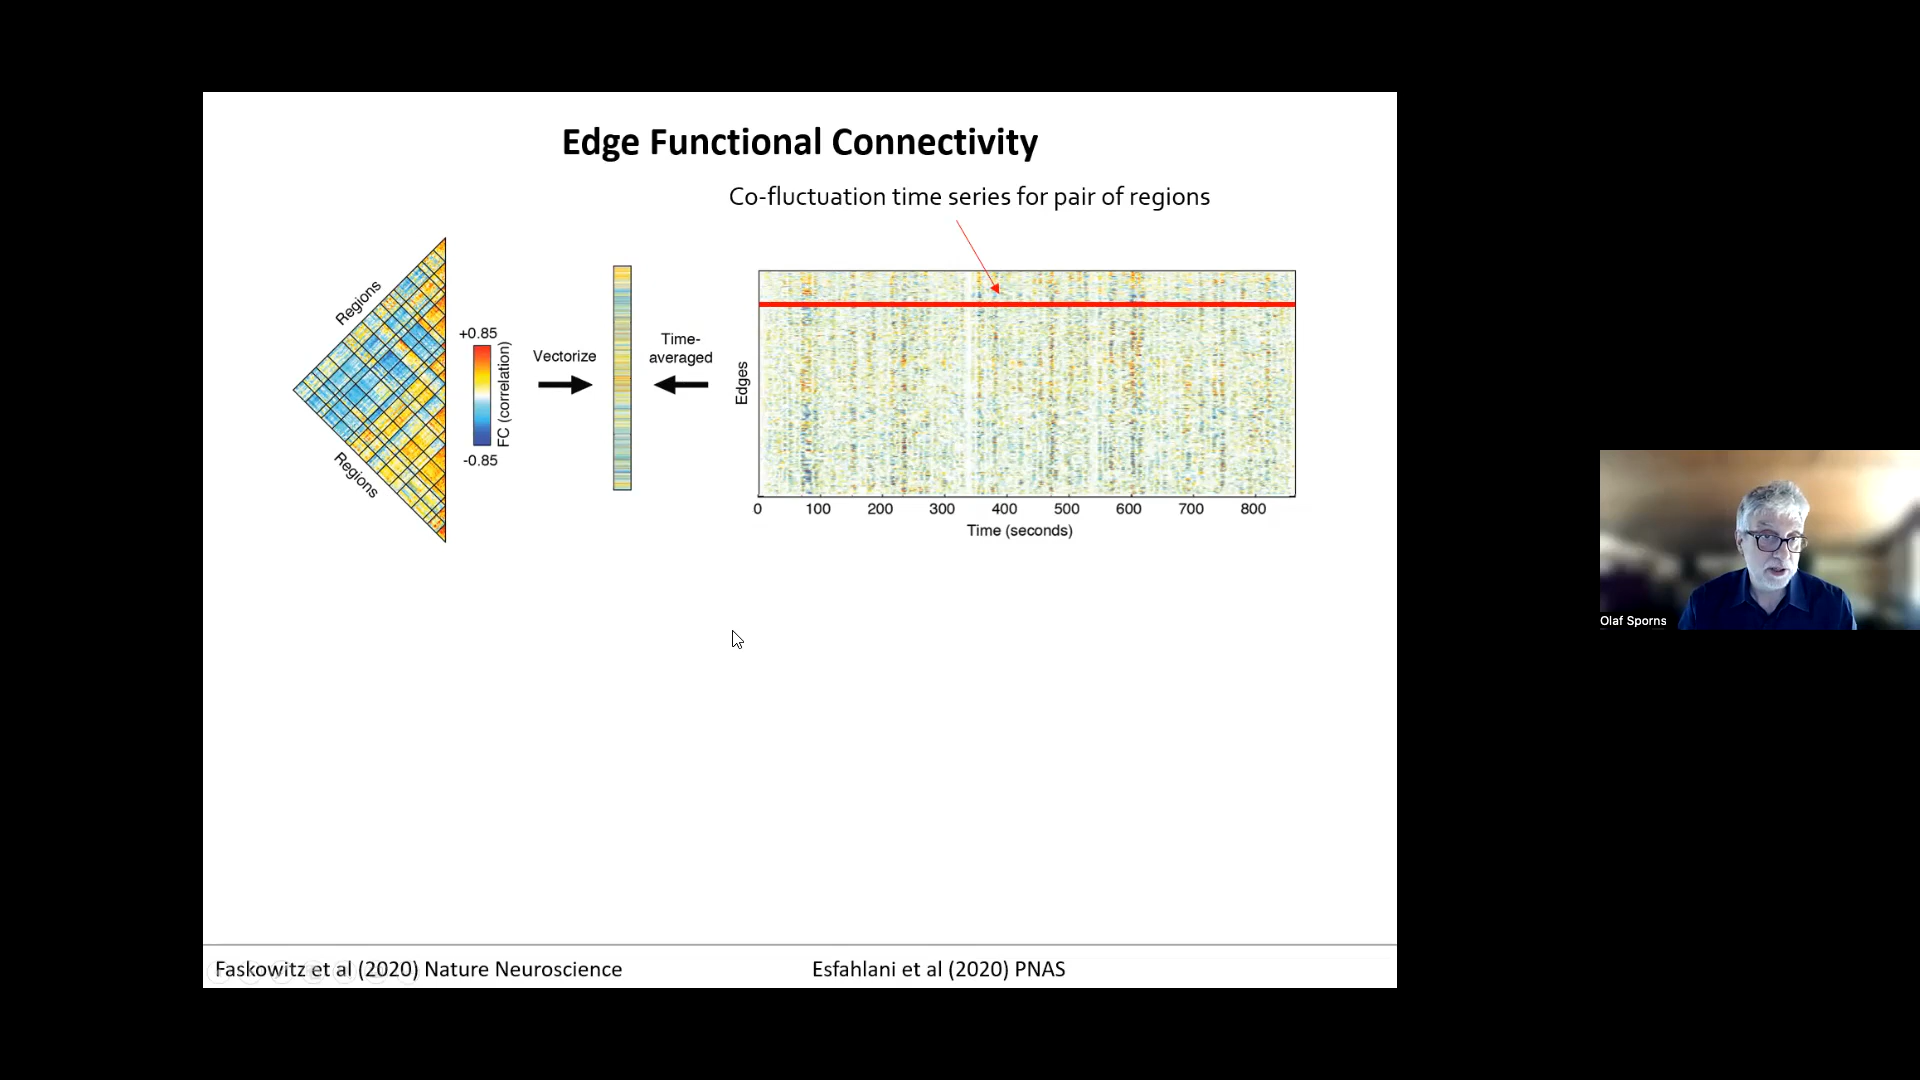 Edge Functional Connectivity
Co-fluctuation time series for pair of regions
Regions
Regions
+0.85
FC (correlation)
-0.85
Vectorize
Time-
averaged
Edges
0 100 200 300 400 500 600 700 800
Time (seconds)
Faskowitz et al (2020) Nature Neuroscience
Esfahlani et al (2020) PNAS
Olaf Sporns